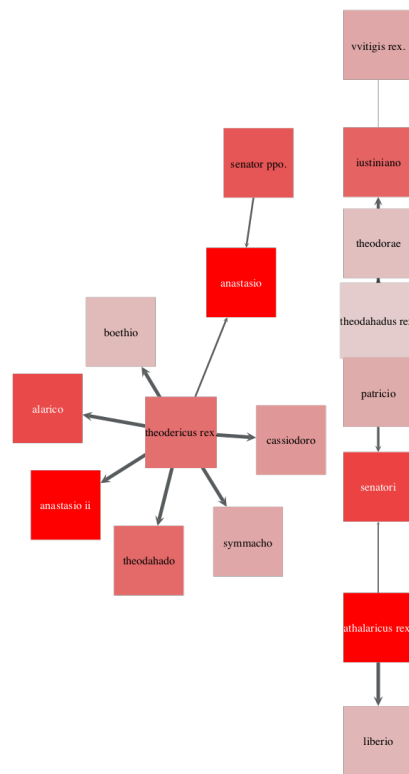 vvitigis rex.
senator ppo.
iustiniano
theodorae
anastasio
boethio
theodahadus rex
patricio
alarico
theodericus rex
cassiodoro
senatori
anastasio ii
symmacho
theodahado
athalaricus rex
liberio